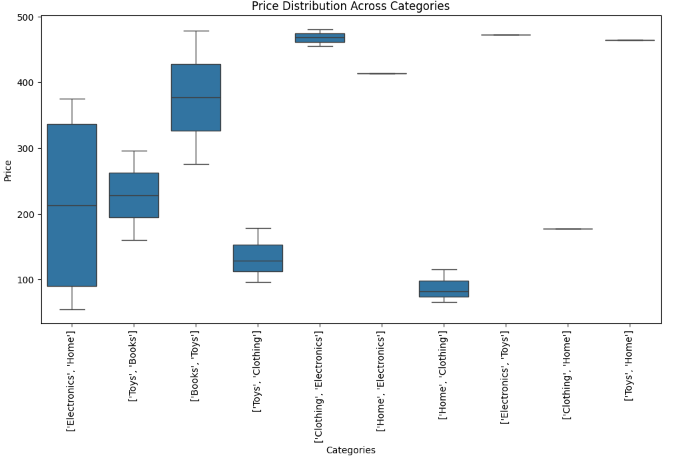 Price Distribution Across Categories
500
400
300
200
100
Price
['Electronics', 'Home']
['Toys', 'Books']
['Books', 'Toys']
['Toys', 'Clothing']
['Clothing', 'Electronics']
['Home', 'Electronics']
['Home', 'Clothing']
['Electronics', 'Toys']
['Clothing', 'Home']
['Toys', 'Home']
Categories